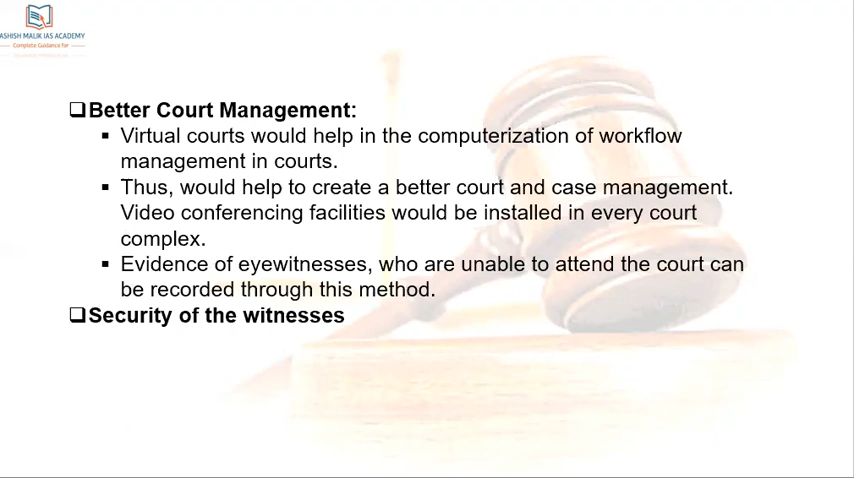 ASHISH MALIK IAS ACADEMY
Complete Guidance for
❑Better Court Management:
▪ Virtual courts would help in the computerization of workflow
management in courts.
▪ Thus, would help to create a better court and case management.
Video conferencing facilities would be installed in every court
complex.
▪ Evidence of eyewitnesses, who are unable to attend the court can
be recorded through this method.
❑Security of the witnesses